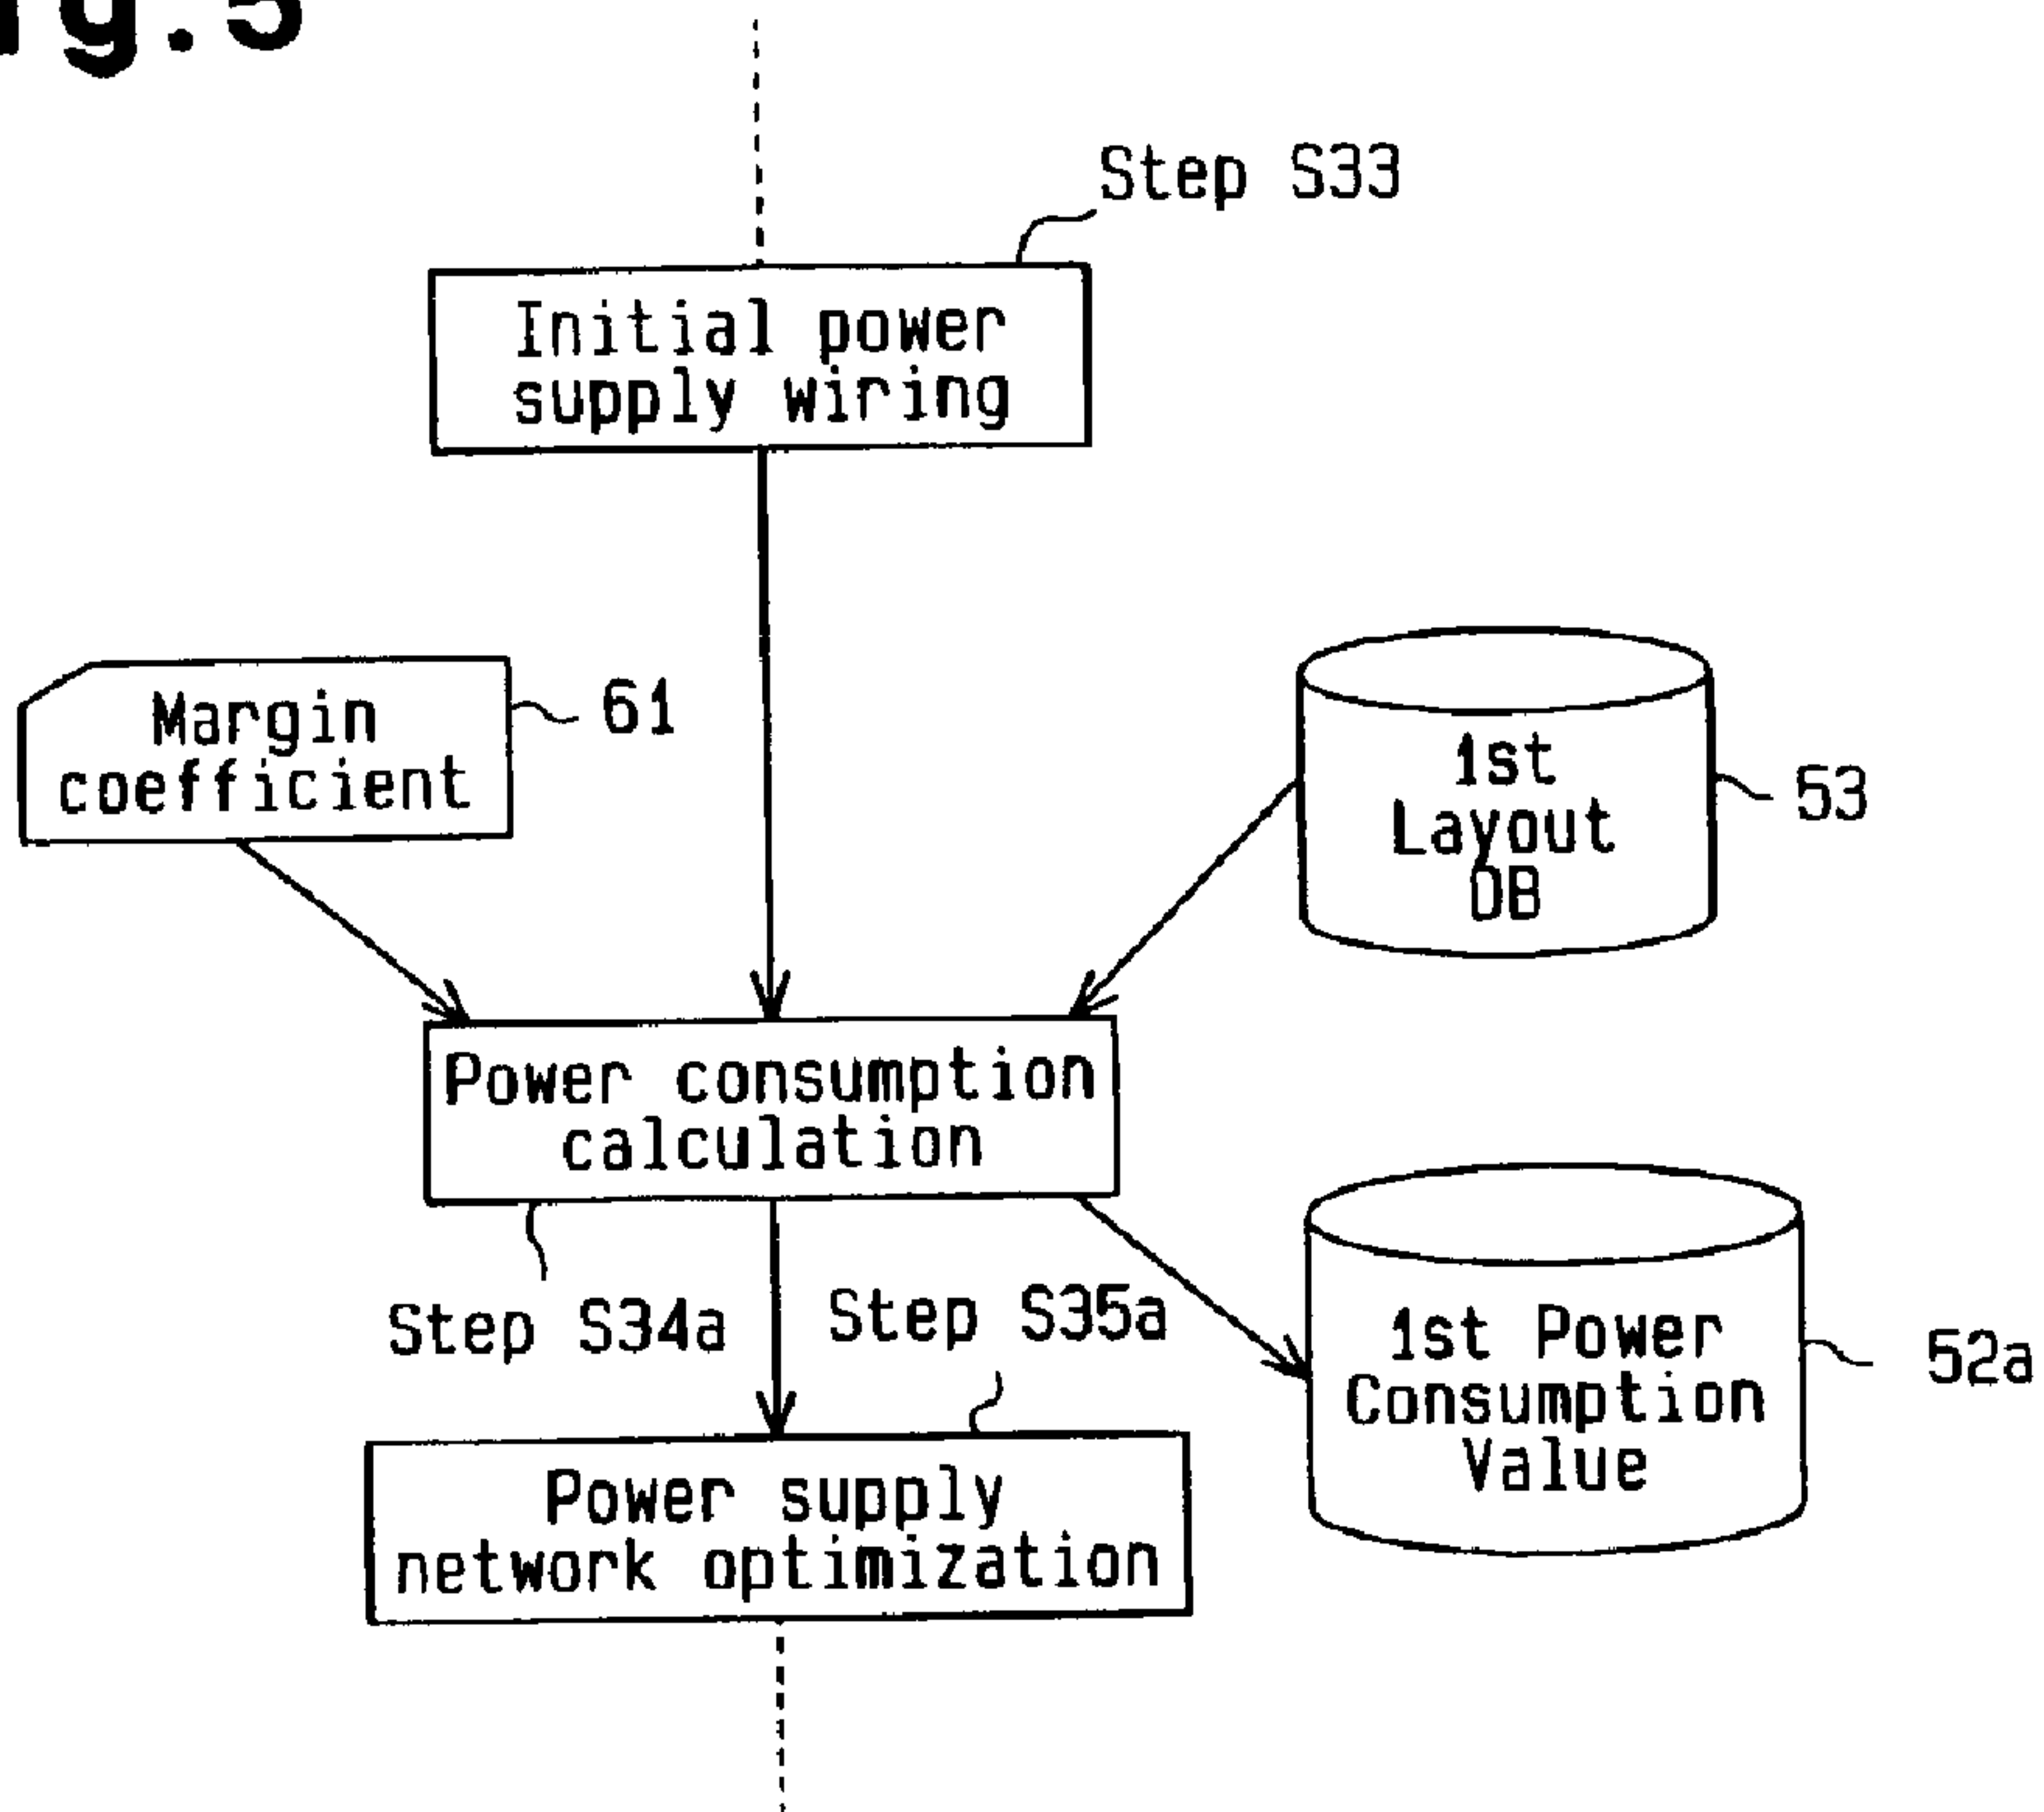 ig.5
Step S33
Initial power
supply wiring
Margin
coefficient
61
1st
Layout
DB
53
Power consumption
calculation
Step S34a
Step S35a
1st Power
Consumption
Value
52a
Power supply
network optimization